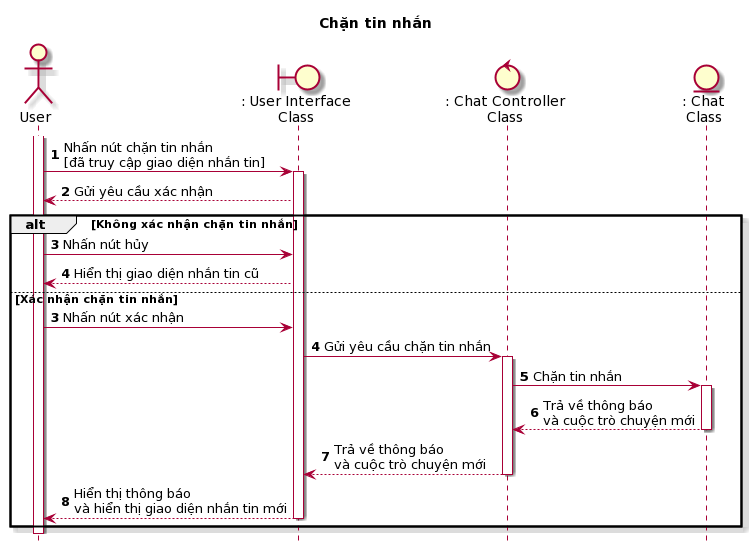 Chặn tin nhắn
User
: User Interface
Class
: Chat Controller
Class
: Chat
Class
1 Nhấn nút chặn tin nhắn
[đã truy cập giao diện nhắn tin]
2 Gửi yêu cầu xác nhận
alt [Không xác nhận chặn tin nhắn]
3 Nhấn nút hủy
4 Hiển thị giao diện nhắn tin cũ
[Xác nhận chặn tin nhắn]
3 Nhấn nút xác nhận
4 Gửi yêu cầu chặn tin nhắn
5 Chặn tin nhắn
6 Trả về thông báo
và cuộc trò chuyện mới
7 Trả về thông báo
và cuộc trò chuyện mới
8 Hiển thị thông báo
và hiển thị giao diện nhắn tin mới